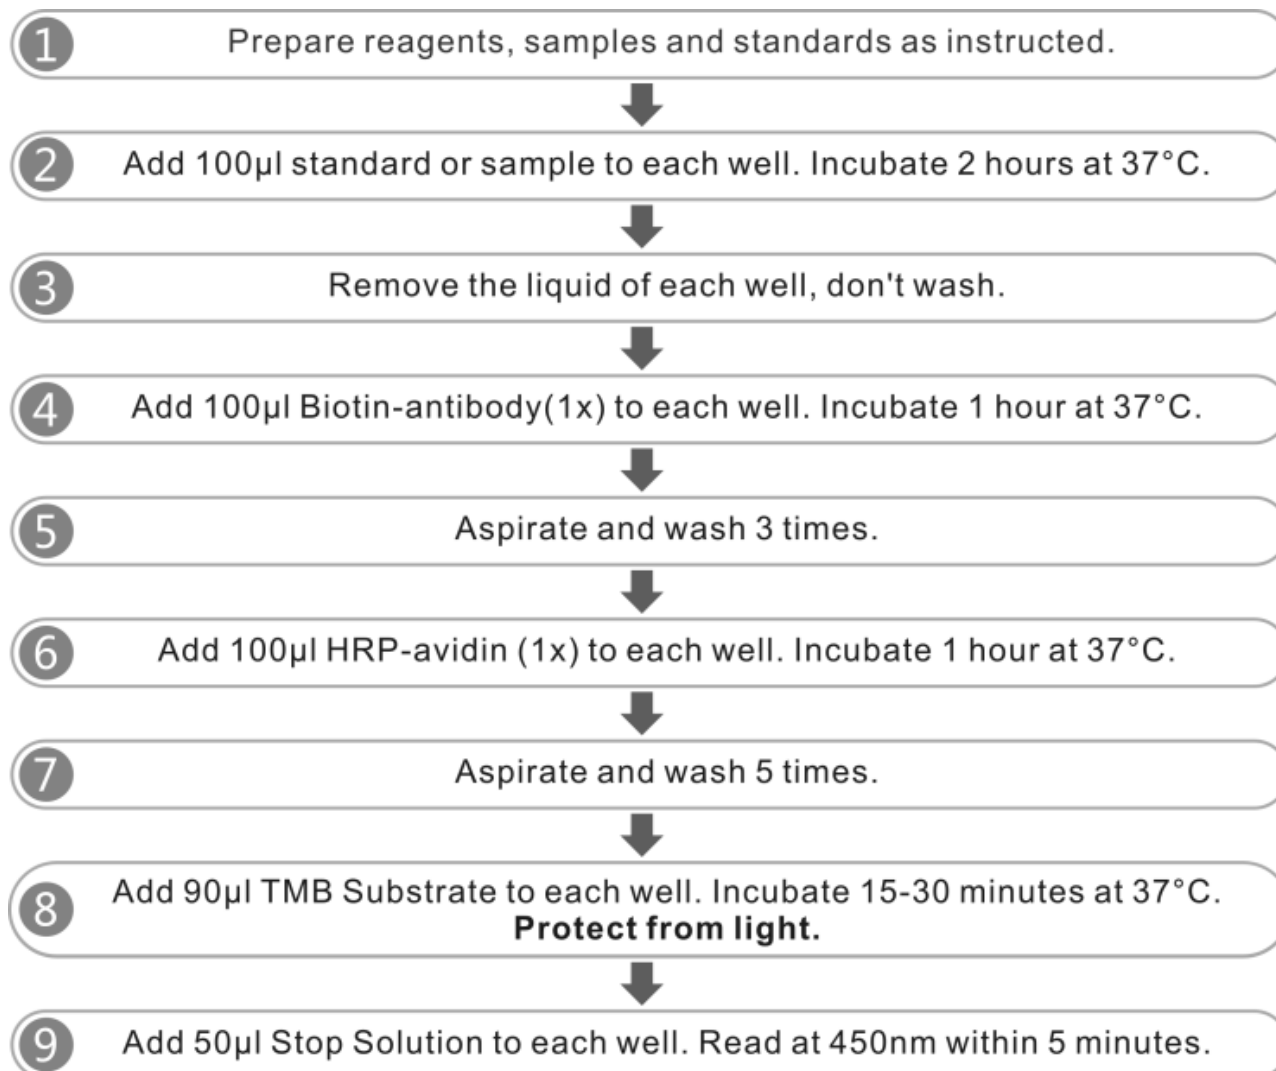 1 Prepare reagents, samples and standards as instructed.
2 Add 100µl standard or sample to each well. Incubate 2 hours at 37°C.
3 Remove the liquid of each well, don't wash.
4 Add 100µl Biotin-antibody(1x) to each well. Incubate 1 hour at 37°C.
5 Aspirate and wash 3 times.
6 Add 100µl HRP-avidin (1x) to each well. Incubate 1 hour at 37°C.
7 Aspirate and wash 5 times.
8 Add 90µl TMB Substrate to each well. Incubate 15-30 minutes at 37°C.
Protect from light.
9 Add 50µl Stop Solution to each well. Read at 450nm within 5 minutes.